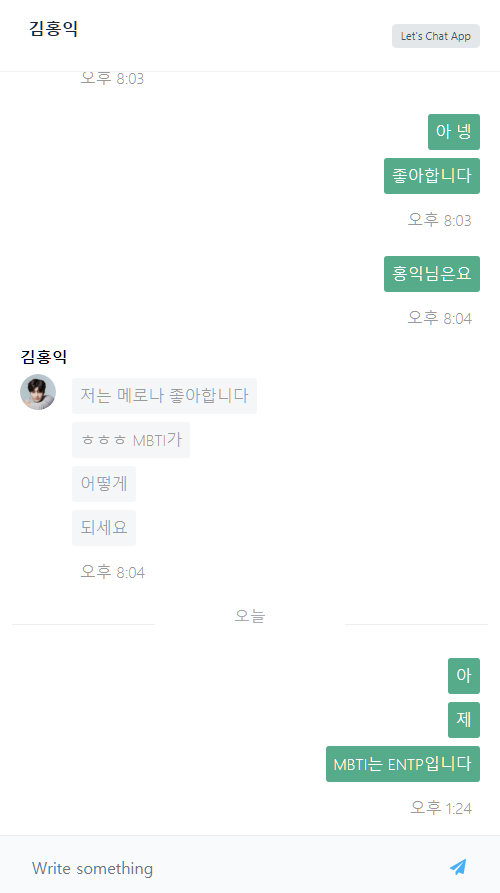 김홍익
Let's Chat App
오후 8:03
아 넹
좋아합니다
오후 8:03
홍익님은요
오후 8:04
김홍익
저는 메로나 좋아합니다
ㅎㅎㅎ MBTI가
어떻게
되세요
오후 8:04
오늘
아
제
MBTI는 ENTP입니다
오후 1:24
Write something